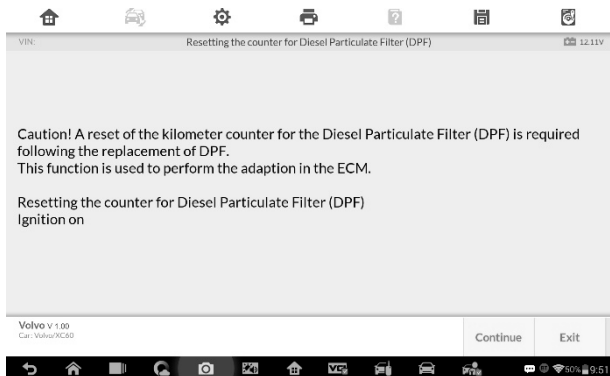 VIN:
Resetting the counter for Diesel Particulate Filter (DPF)
12.11V
Caution! A reset of the kilometer counter for the Diesel Particulate Filter (DPF) is required
following the replacement of DPF.
This function is used to perform the adaption in the ECM.
Resetting the counter for Diesel Particulate Filter (DPF)
Ignition on
Volvo V 1.00
Car: Volvo/XC60
Continue
Exit
50% 9:51